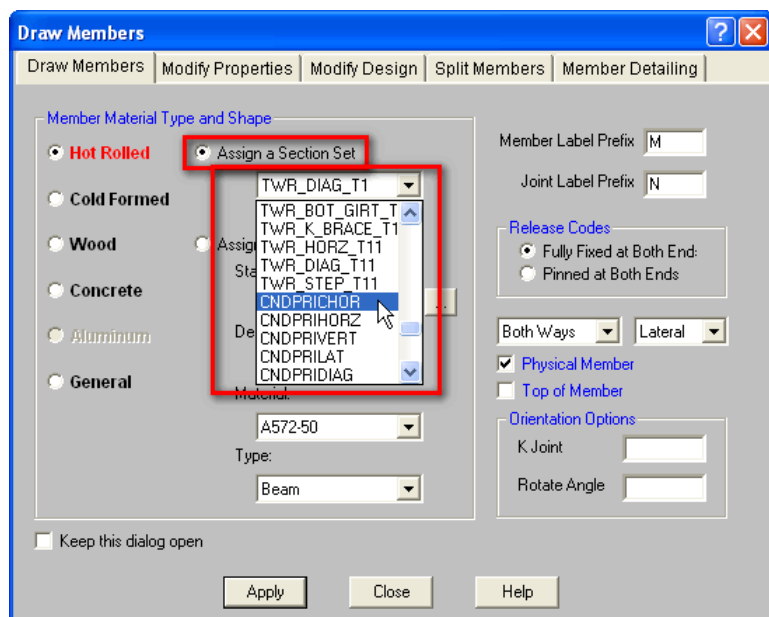 Draw Members
Draw Members Modify Properties Modify Design Split Members Member Detailing
Member Material Type and Shape
Hot Rolled
Assign a Section Set
TWR_DIAG_T1
Cold Formed
TWR_BOT_GIRT_T
TWR_K_BRACE_T1
Wood
TWR_HORZ_T11
TWR_DIAG_T11
TWR_STEP_T11
Concrete
CNDPRICHOR
CNDPRIHORZ
Aluminum
CNDPRIVERT
CNDPRILAT
General
CNDPRIDIAG
Assig
Sta
...
De
Material:
A572-50
Type:
Beam
Member Label Prefix M
Joint Label Prefix N
Release Codes
Fully Fixed at Both End:
Pinned at Both Ends
Both Ways Lateral
Physical Member
Top of Member
Orientation Options
K Joint
Rotate Angle
Keep this dialog open
Apply Close Help